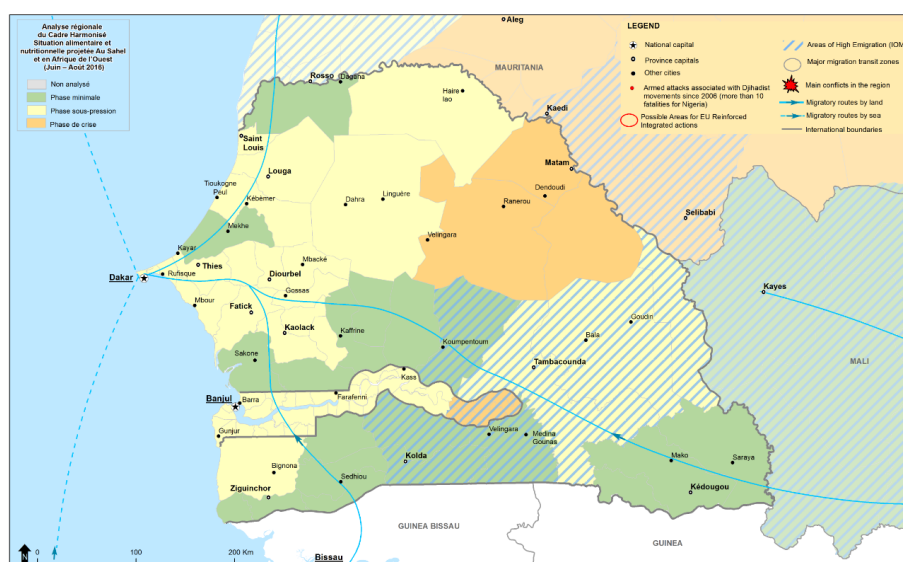 Analyse régionale
du Cadre Harmonisé
Situation alimentaire et
nutritionnelle projetée Au Sahel
et en Afrique de l'Ouest
(Juin – Août 2016)
Non analysé
Phase minimale
Phase sous-pression
Phase de crise
LEGEND
National capital
Province capitals
Other cities
Armed attacks associated with Djihadist
movements since 2006 (more than 10
fatalities for Nigeria)
Possible Areas for EU Reinforced
Integrated actions
Areas of High Emigration (IOM
Major migration transit zones
Main conflicts in the region
Migratory routes by land
Migratory routes by sea
International boundaries
Aleg
MAURITANIA
Rosso
Dagana
Haire
lao
Kaedi
Saint
Louis
Matam
Louga
Tioukogne
Peul
Kébémer
Dahra
Linguère
Dendoudi
Ranerou
Selibabi
Mekhe
Velingara
Kayar
Thies
Mbacké
Dakar
Rufisque
Diourbel
Kayes
Gossas
Mbour
Fatick
Kaolack
Kaffrine
Goudiri
Koumpentoum
Bala
Sakone
Tambacounda
MALI
Kass
Banjul
Barra
Faraferini
Gunjur
Velingara
Medina
Gounas
Kolda
Mako
Saraya
Bignona
Sedhiou
Ziguinchor
Kédougou
GUINEA BISSAU
GUINEA
Bissau
N
0
100
200 Km